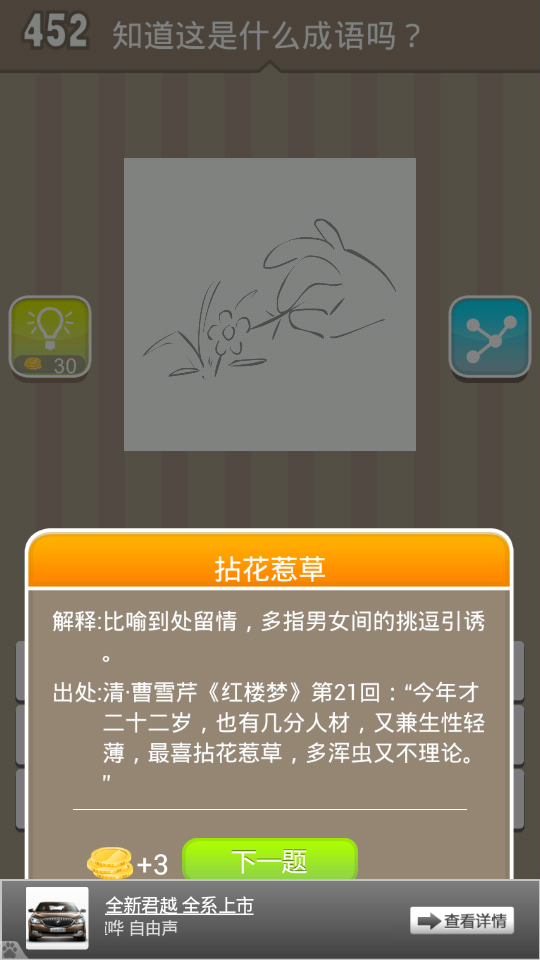 452 知道这是什么成语吗？
30
拈花惹草
解释:比喻到处留情，多指男女间的挑逗引诱
。
出处:清·曹雪芹《红楼梦》第21回："今年才
二十二岁，也有几分人材，又兼生性轻
薄，最喜拈花惹草，多浑虫又不理论。
"
+3 下一题
全新君越 全系上市
哗 自由声
查看详情